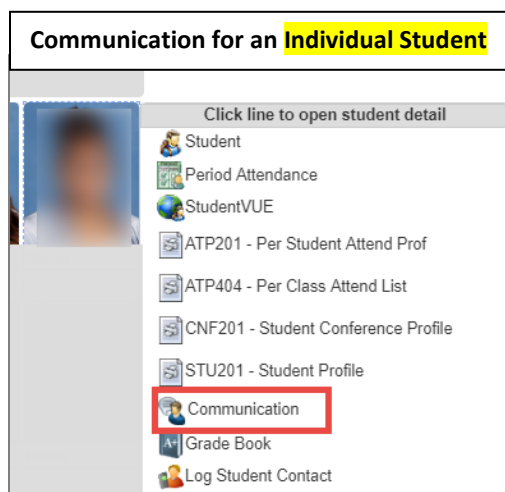 Communication for an Individual Student
Click line to open student detail
Student
Period Attendance
StudentVUE
ATP201 - Per Student Attend Prof
ATP404 - Per Class Attend List
CNF201 - Student Conference Profile
STU201 - Student Profile
Communication
A+ Grade Book
Log Student Contact